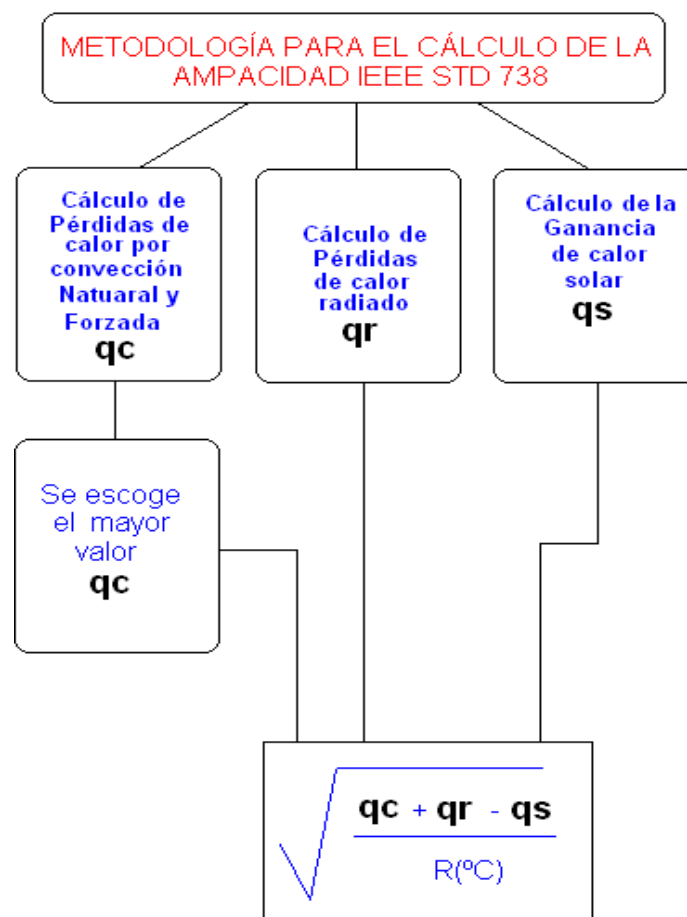 METODOLOGÍA PARA EL CÁLCULO DE LA
AMPACIDAD IEEE STD 738
Cálculo de
Pérdidas de
calor por
convección
Natuaral y
Forzada
qc
Cálculo de
Pérdidas
de calor
radiado
qr
Cálculo de la
Ganancia
de calor
solar
qs
Se escoge
el mayor
valor
qc
qc + qr - qs
R(ºC)